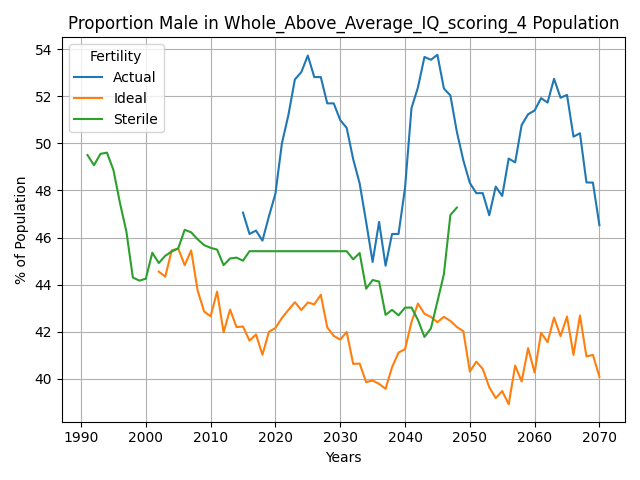 Proportion Male in Whole_Above_Average_IQ_scoring_4 Population
Fertility
Actual
Ideal
Sterile
% of Population
54
52
50
48
46
44
42
40
1990 2000 2010 2020 2030 2040 2050 2060 2070
Years